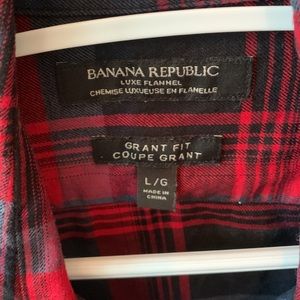 BANANA REPUBLIC
LUXE FLANNEL
CHEMISE LUXUEUSE EN FLANELLE
GRANT FIT
COUPE GRANT
L/G
MADE IN
CHINA